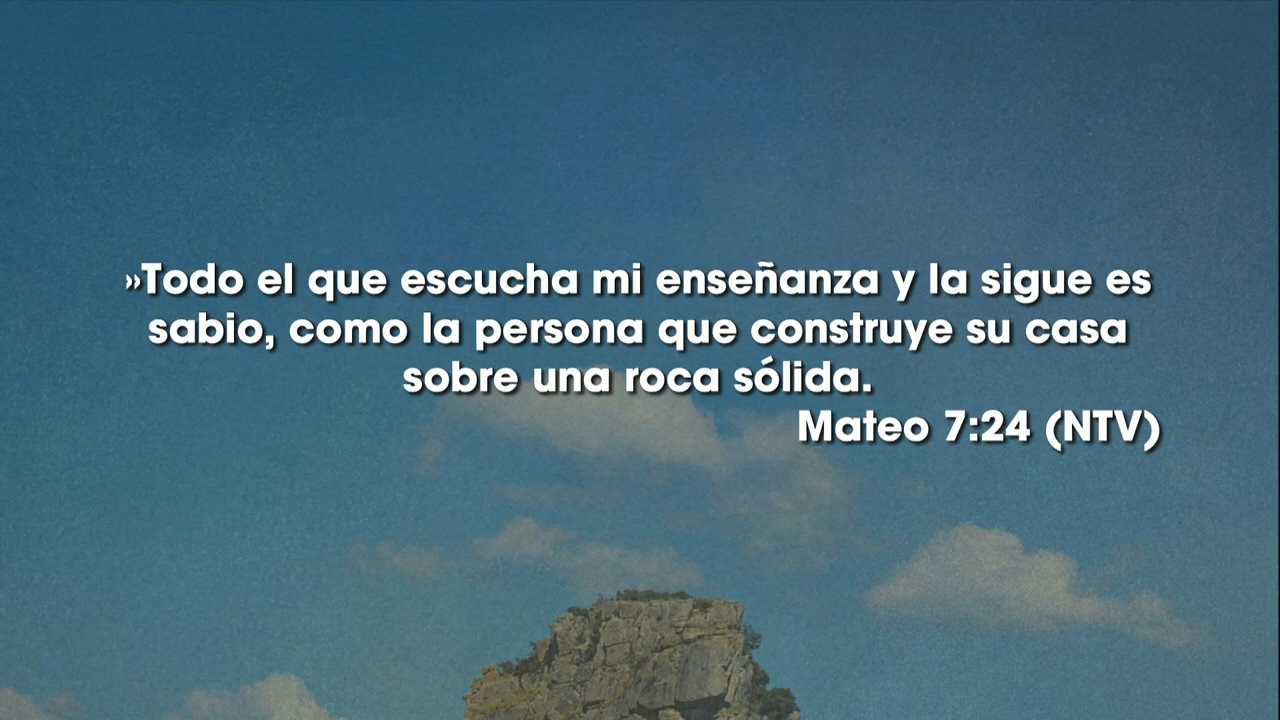 »Todo el que escucha mi enseñanza y la sigue es
sabio, como la persona que construye su casa
sobre una roca sólida.
Mateo 7:24 (NTV)